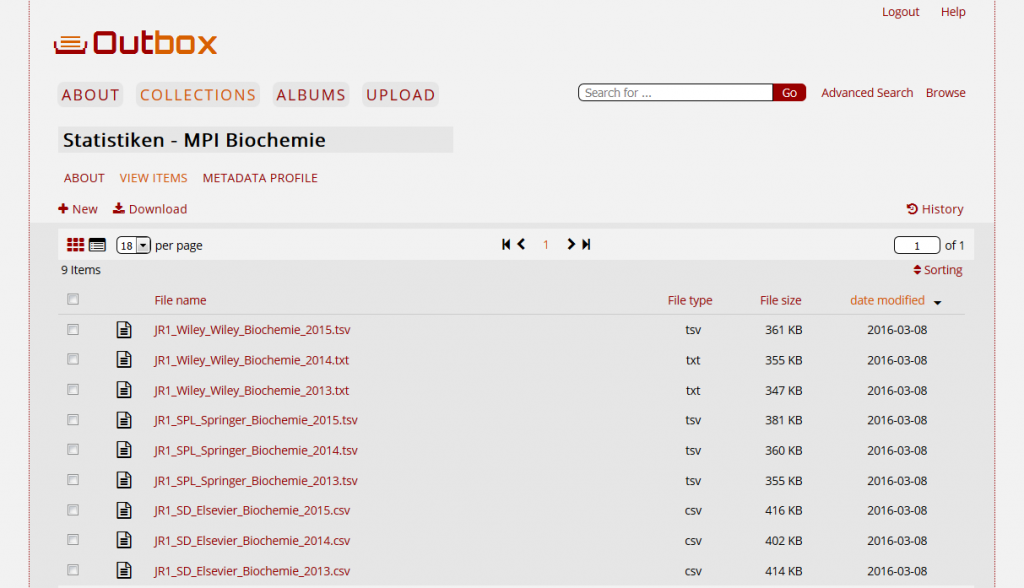 Logout Help
Outbox
ABOUT COLLECTIONS ALBUMS UPLOAD Search for ... Go Advanced Search Browse
Statistiken - MPI Biochemie
ABOUT VIEW ITEMS METADATA PROFILE
New Download History
18 per page 1 1 of 1
9 Items Sorting
File name File type File size date modified
JR1_Wiley_Wiley_Biochemie_2015.tsv tsv 361 KB 2016-03-08
JR1_Wiley_Wiley_Biochemie_2014.txt txt 355 KB 2016-03-08
JR1_Wiley_Wiley_Biochemie_2013.txt txt 347 KB 2016-03-08
JR1_SPL_Springer_Biochemie_2015.tsv tsv 381 KB 2016-03-08
JR1_SPL_Springer_Biochemie_2014.tsv tsv 360 KB 2016-03-08
JR1_SPL_Springer_Biochemie_2013.tsv tsv 355 KB 2016-03-08
JR1_SD_Elsevier_Biochemie_2015.csv csv 416 KB 2016-03-08
JR1_SD_Elsevier_Biochemie_2014.csv csv 402 KB 2016-03-08
JR1_SD_Elsevier_Biochemie_2013.csv csv 414 KB 2016-03-08